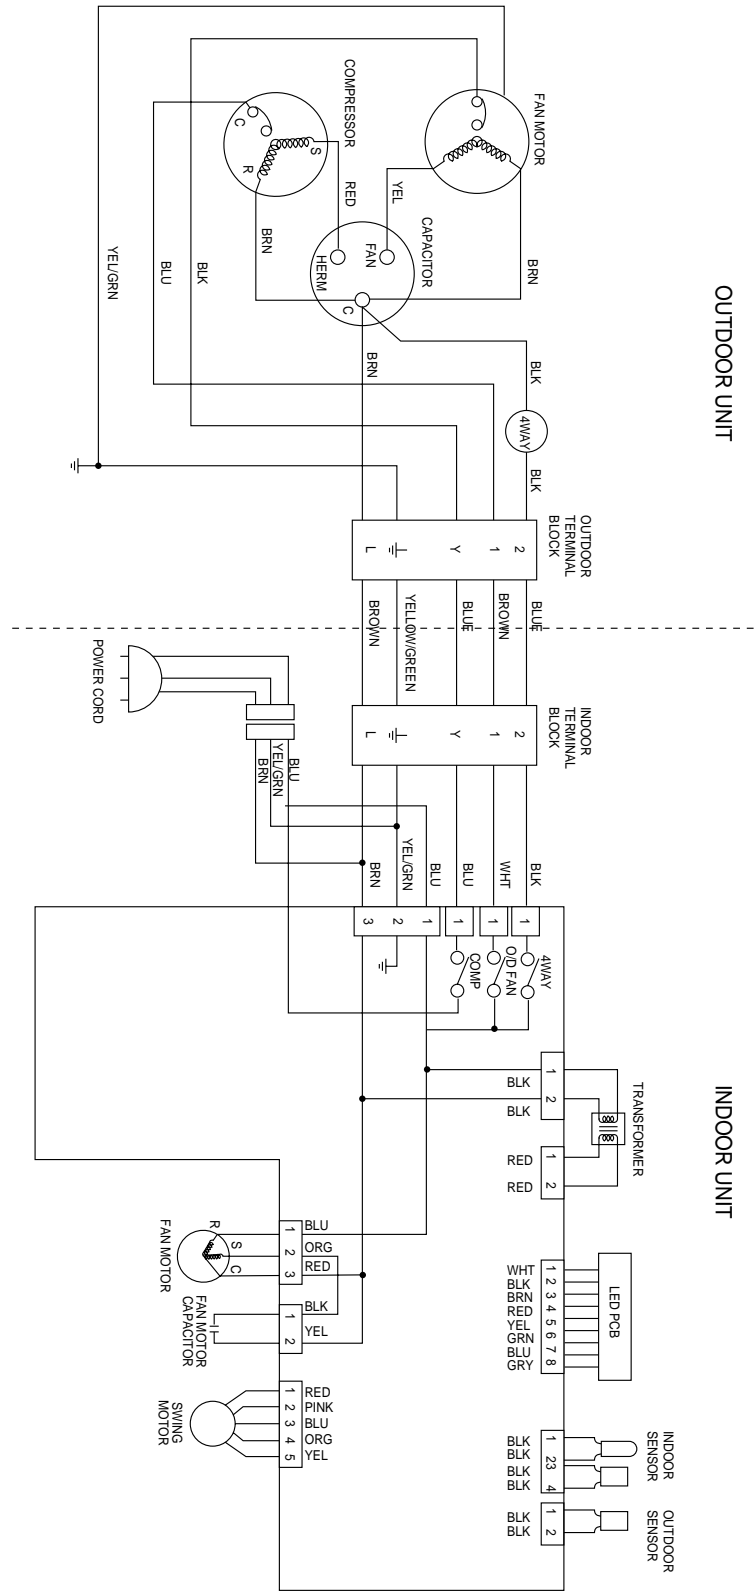 OUTDOOR UNIT
INDOOR UNIT
FAN MOTOR
COMPRESSOR
C
S
R
RED
YEL
CAPACITOR
FAN
HERM
C
BRN
BRN
BRN
BLK
4WAY
BLK
YEL/GRN
BLU
BLK
OUTDOOR
TERMINAL
BLOCK
L
Y
1
2
BROWN
YELLOW/GREEN
BLUE
BROWN
BLUE
INDOOR
TERMINAL
BLOCK
L
Y
1
2
POWER CORD
BLU
YEL/GRN
BRN
BRN
YEL/GRN
BLU
BLU
WHT
BLK
3
2
1
1
1
1
COMP
O/D FAN
4WAY
TRANSFORMER
1
2
BLK
BLK
1
2
RED
RED
FAN MOTOR
R
S
C
1
2
3
BLU
ORG
RED
FAN MOTOR
CAPACITOR
1
2
BLK
YEL
SWING
MOTOR
1
2
3
4
5
RED
PINK
BLU
ORG
YEL
LED PCB
1
2
3
4
5
6
7
8
WHT
BLK
BRN
RED
YEL
GRN
BLU
GRY
INDOOR
SENSOR
1
23
4
BLK
BLK
BLK
BLK
OUTDOOR
SENSOR
1
2
BLK
BLK